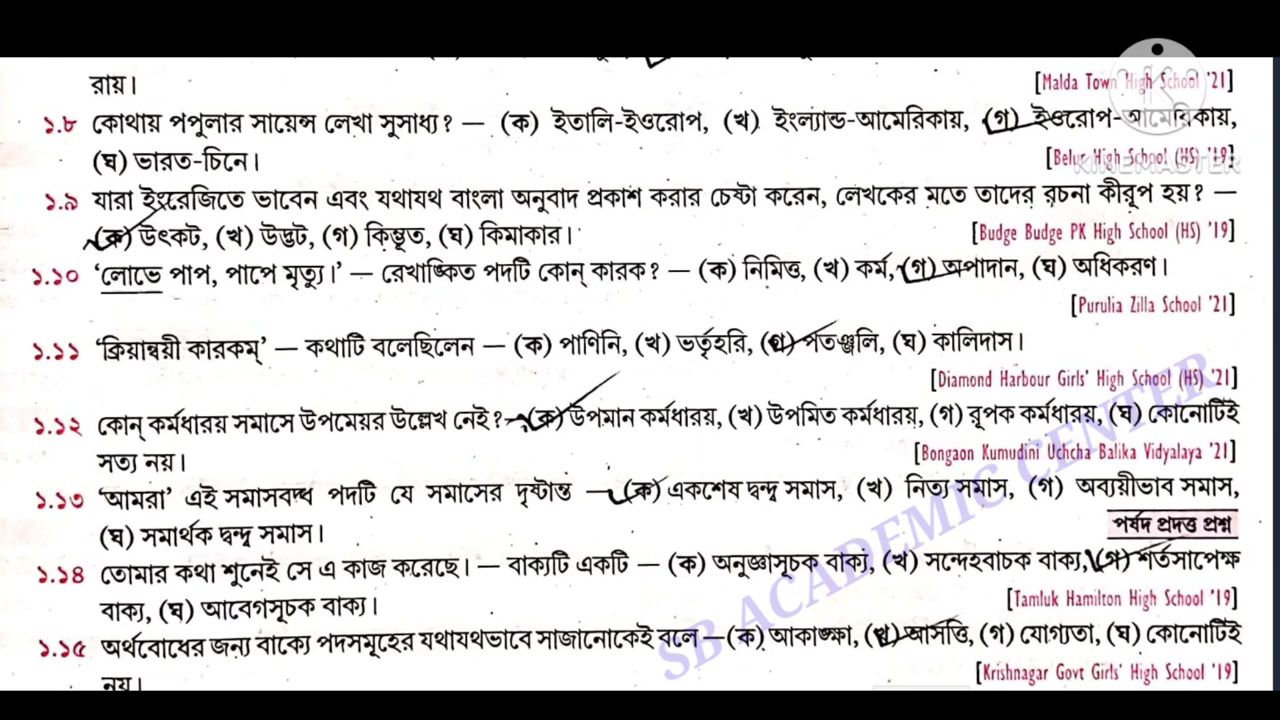 রায়। [Malda Town High School '21]
১.৮ কোথায় পপুলার সায়েন্স লেখা সুসাধ্য? — (ক) ইতালি-ইওরোপ, (খ) ইংল্যান্ড-আমেরিকায়, (গ) ইওরোপ-আমেরিকায়,
(ঘ) ভারত-চিনে। [Belur High School (HS) '19]
KINEMASTER
১.৯ যারা ইংরেজিতে ভাবেন এবং যথাযথ বাংলা অনুবাদ প্রকাশ করার চেষ্টা করেন, লেখকের মতে তাদের রচনা কীরূপ হয়? —
(ক) উৎকট, (খ) উদ্ভট, (গ) কিম্ভূত, (ঘ) কিমাকার। [Budge Budge PK High School (HS) '19]
১.১০ 'লোভে পাপ, পাপে মৃত্যু।' — রেখাঙ্কিত পদটি কোন্ কারক? — (ক) নিমিত্ত, (খ) কর্ম, (গ) অপাদান, (ঘ) অধিকরণ।
[Purulia Zilla School '21]
১.১১ 'ক্রিয়ান্বয়ী কারকম্' — কথাটি বলেছিলেন — (ক) পাণিনি, (খ) ভর্তৃহরি, (গ) পতঞ্জলি, (ঘ) কালিদাস।
[Diamond Harbour Girls' High School (HS) '21]
১.১২ কোন্ কর্মধারয় সমাসে উপমেয়র উল্লেখ নেই? — (ক) উপমান কর্মধারয়, (খ) উপমিত কর্মধারয়, (গ) রূপক কর্মধারয়, (ঘ) কোনোটিই
সত্য নয়। [Bongaon Kumudini Uchcha Balika Vidyalaya '21]
১.১৩ 'আমরা' এই সমাসবদ্ধ পদটি যে সমাসের দৃষ্টান্ত — (ক) একশেষ দ্বন্দ্ব সমাস, (খ) নিত্য সমাস, (গ) অব্যয়ীভাব সমাস,
(ঘ) সমার্থক দ্বন্দ্ব সমাস। পর্ষদ প্রদত্ত প্রশ্ন
১.১৪ তোমার কথা শুনেই সে এ কাজ করেছে। — বাক্যটি একটি — (ক) অনুজ্ঞাসূচক বাক্য, (খ) সন্দেহবাচক বাক্য, (গ) শর্তসাপেক্ষ
বাক্য, (ঘ) আবেগসূচক বাক্য। [Tamluk Hamilton High School '19]
১.১৫ অর্থবোধের জন্য বাক্যে পদসমূহের যথাযথভাবে সাজানোকেই বলে — (ক) আকাঙ্ক্ষা, (খ) আসত্তি, (গ) যোগ্যতা, (ঘ) কোনোটিই
নয়। [Krishnagar Govt Girls' High School '19]
SB ACADEMIC CENTER